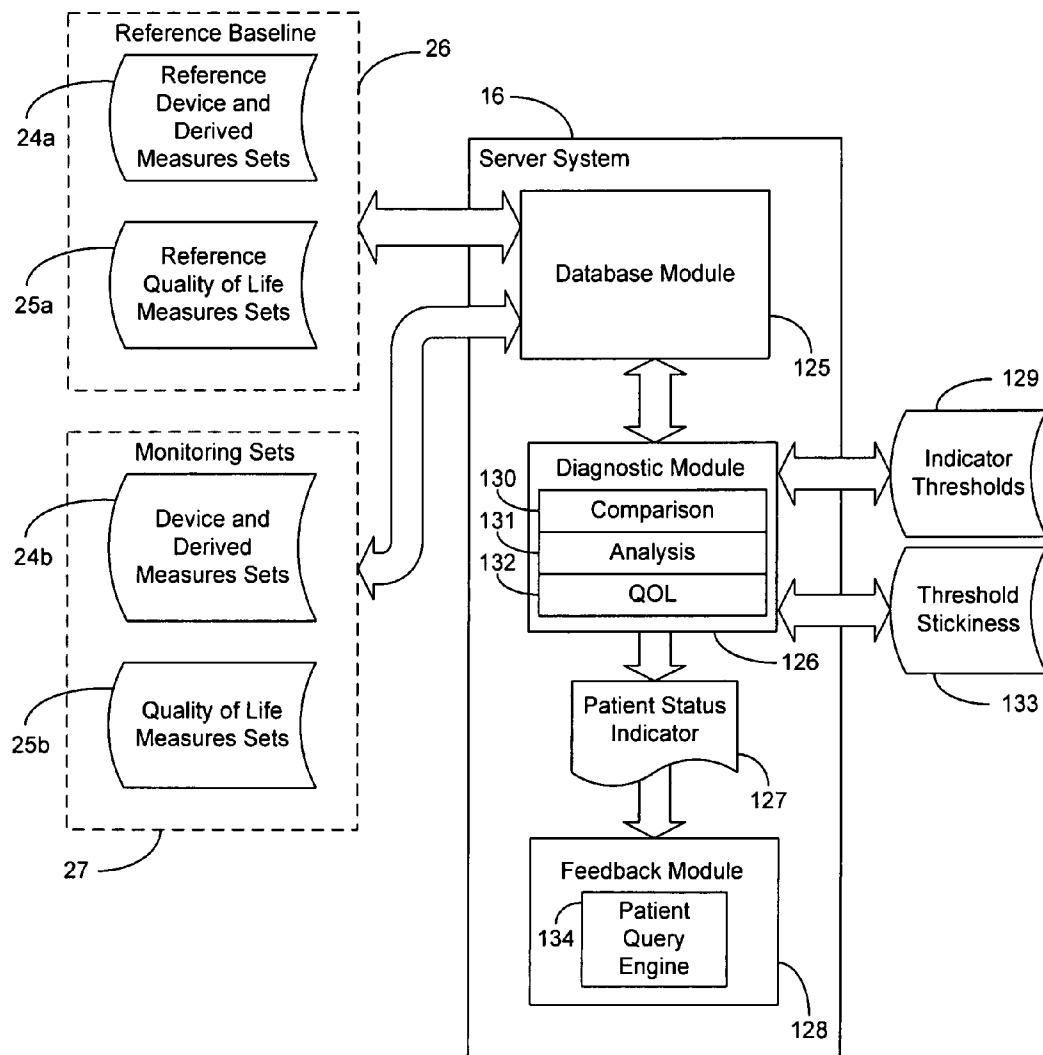 Reference Baseline
26
Reference
Device and
Derived
Measures Sets
24a
Reference
Quality of Life
Measures Sets
25a
16
Server System
Database Module
125
Monitoring Sets
Device and
Derived
Measures Sets
24b
Quality of Life
Measures Sets
25b
27
Diagnostic Module
130
Comparison
131
Analysis
132
QOL
126
129
Indicator
Thresholds
Threshold
Stickiness
133
Patient Status
Indicator
127
Feedback Module
134
Patient
Query
Engine
128